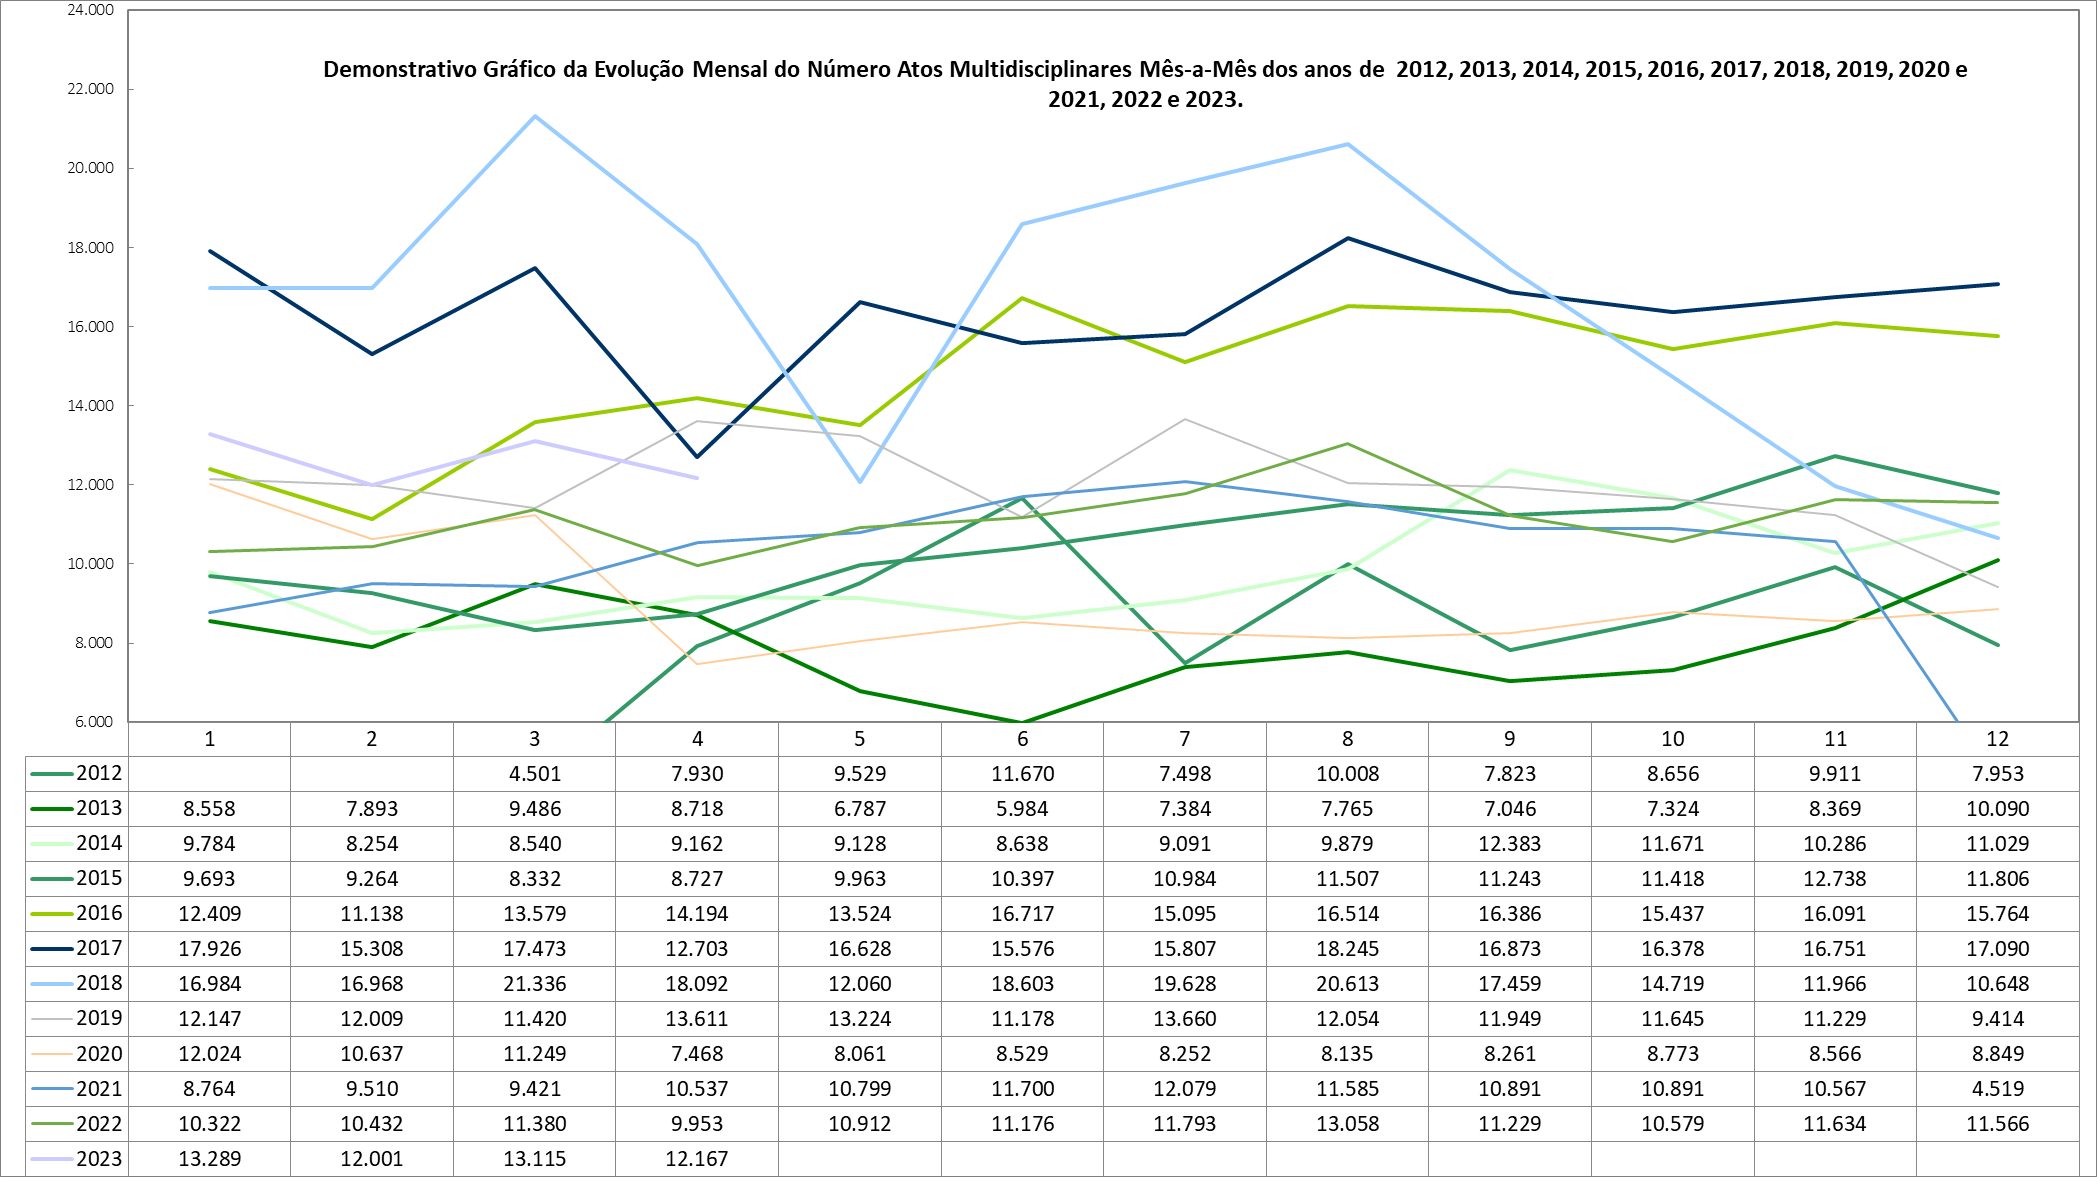 24.000
Demonstrativo Gráfico da Evolução Mensal do Número Atos Multidisciplinares Mês-a-Mês dos anos de 2012, 2013, 2014, 2015, 2016, 2017, 2018, 2019, 2020 e
2021, 2022 e 2023.
22.000
20.000
18.000
16.000
14.000
12.000
10.000
8.000
6.000
1 2 3 4 5 6 7 8 9 10 11 12
2012 4.501 7.930 9.529 11.670 7.498 10.008 7.823 8.656 9.911 7.953
2013 8.558 7.893 9.486 8.718 6.787 5.984 7.384 7.765 7.046 7.324 8.369 10.090
2014 9.784 8.254 8.540 9.162 9.128 8.638 9.091 9.879 12.383 11.671 10.286 11.029
2015 9.693 9.264 8.332 8.727 9.963 10.397 10.984 11.507 11.243 11.418 12.738 11.806
2016 12.409 11.138 13.579 14.194 13.524 16.717 15.095 16.514 16.386 15.437 16.091 15.764
2017 17.926 15.308 17.473 12.703 16.628 15.576 15.807 18.245 16.873 16.378 16.751 17.090
2018 16.984 16.968 21.336 18.092 12.060 18.603 19.628 20.613 17.459 14.719 11.966 10.648
2019 12.147 12.009 11.420 13.611 13.224 11.178 13.660 12.054 11.949 11.645 11.229 9.414
2020 12.024 10.637 11.249 7.468 8.061 8.529 8.252 8.135 8.261 8.773 8.566 8.849
2021 8.764 9.510 9.421 10.537 10.799 11.700 12.079 11.585 10.891 10.891 10.567 4.519
2022 10.322 10.432 11.380 9.953 10.912 11.176 11.793 13.058 11.229 10.579 11.634 11.566
2023 13.289 12.001 13.115 12.167